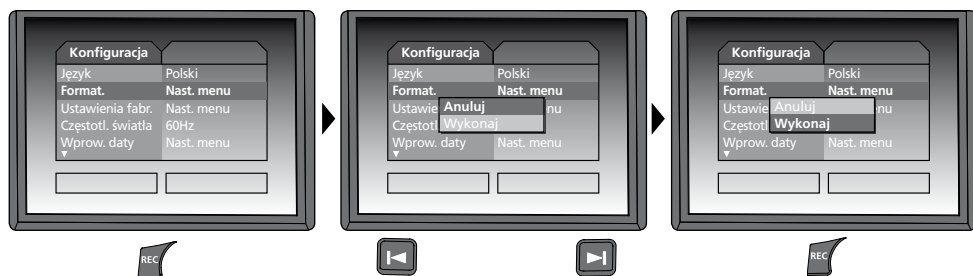 Konfiguracja
Język Polski
Format. Nast. menu
Ustawienia fabr. Nast. menu
Częstotl. światła 60Hz
Wprow. daty Nast. menu
REC
Konfiguracja
Język Polski
Format. Nast. menu
Ustawie Anuluj nu
Częstotl Wykonaj
Wprow. daty Nast. menu
Konfiguracja
Język Polski
Format. Nast. menu
Ustawie Anuluj nu
Częstotl Wykonaj
Wprow. daty Nast. menu
REC